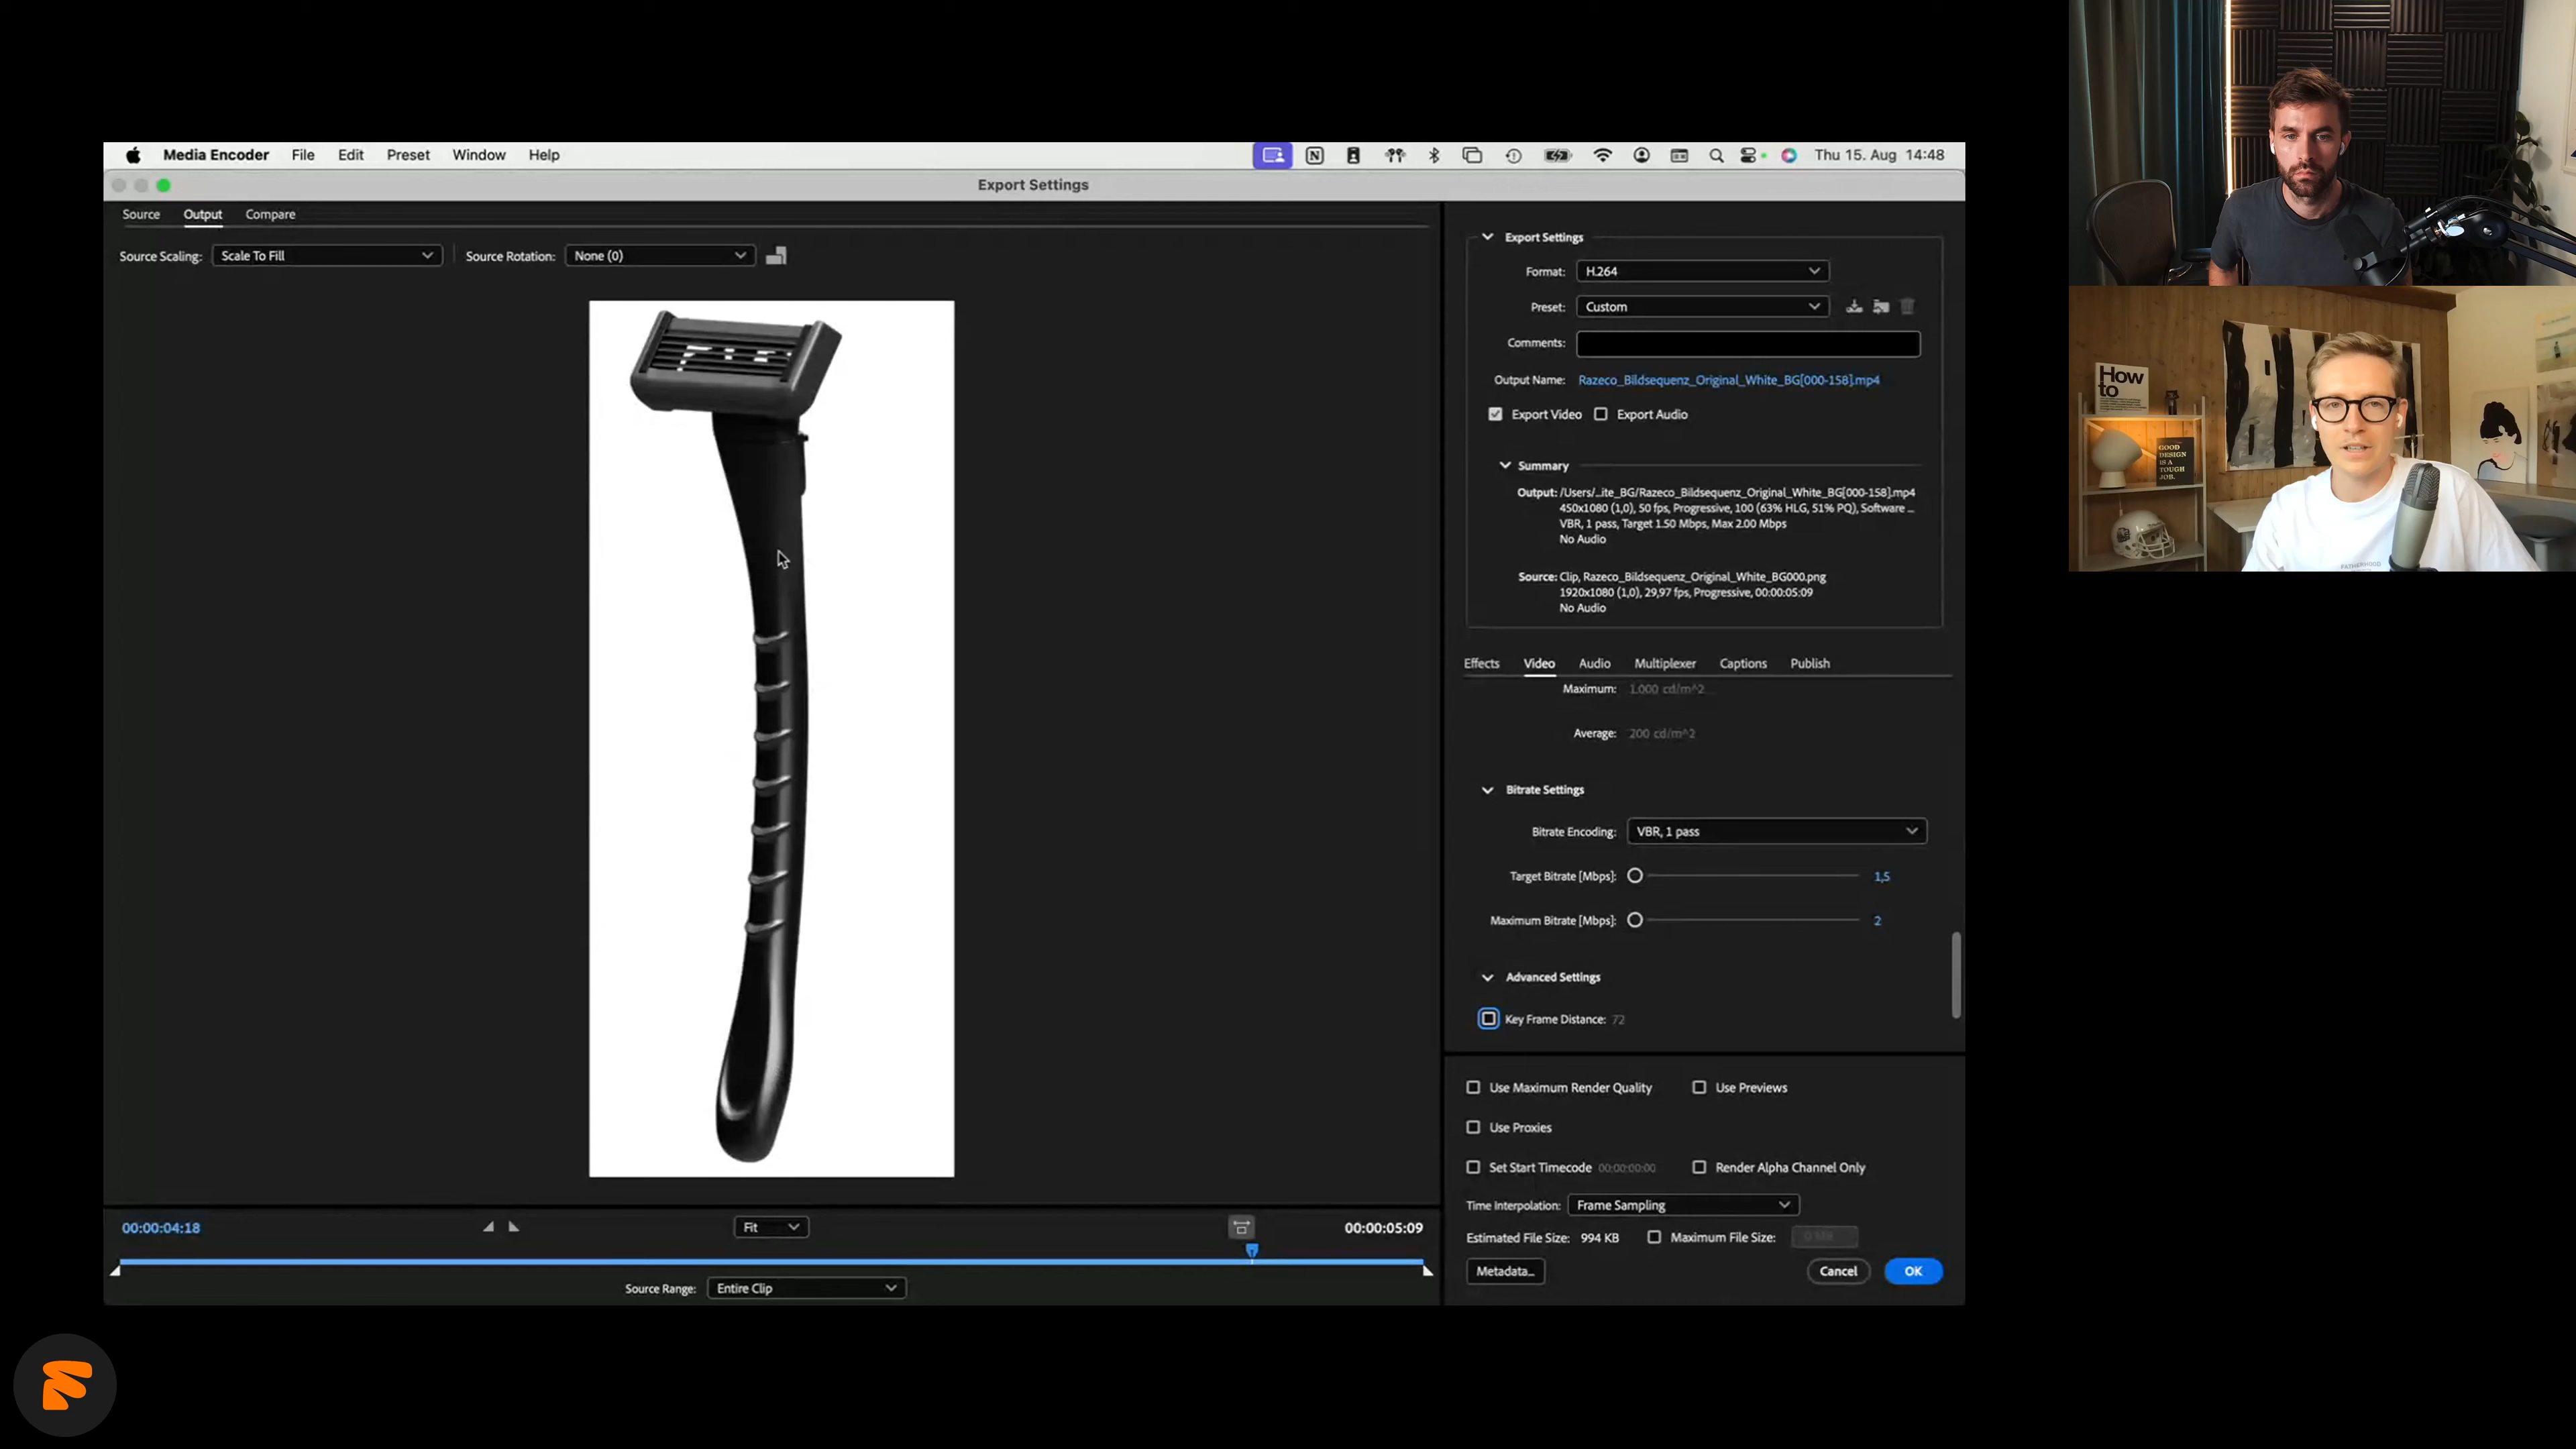 Media Encoder File Edit Preset Window Help
Thu 15. Aug 14:48
Export Settings
Source Output Compare
Source Scaling: Scale To Fill Source Rotation: None (0)
Export Settings
Format: H.264
Preset: Custom
Comments:
Output Name: Razeco_Bildsequenz_Original_White_BG[000-158].mp4
Export Video Export Audio
Summary
Output: /Users/...ite_BG/Razeco_Bildsequenz_Original_White_BG[000-158].mp4
450x1080 (1,0), 50 fps, Progressive, 100 (63% HLG, 51% PQ), Software ...
VBR, 1 pass, Target 1.50 Mbps, Max 2.00 Mbps
No Audio
Source: Clip, Razeco_Bildsequenz_Original_White_BG000.png
1920x1080 (1,0), 29,97 fps, Progressive, 00:00:05:09
No Audio
Effects Video Audio Multiplexer Captions Publish
Maximum: 1.000 cd/m^2
Average: 200 cd/m^2
Bitrate Settings
Bitrate Encoding: VBR, 1 pass
Target Bitrate [Mbps]: 1,5
Maximum Bitrate [Mbps]: 2
Advanced Settings
Key Frame Distance: 72
Use Maximum Render Quality Use Previews
Use Proxies
Set Start Timecode 00:00:00:00 Render Alpha Channel Only
Time Interpolation: Frame Sampling
Estimated File Size: 994 KB Maximum File Size:
Metadata... Cancel OK
00:00:04:18 Fit 00:00:05:09
Source Range: Entire Clip
How to
GOOD
DESIGN
IS A
TOUGH
JOB.
FATHERHOOD